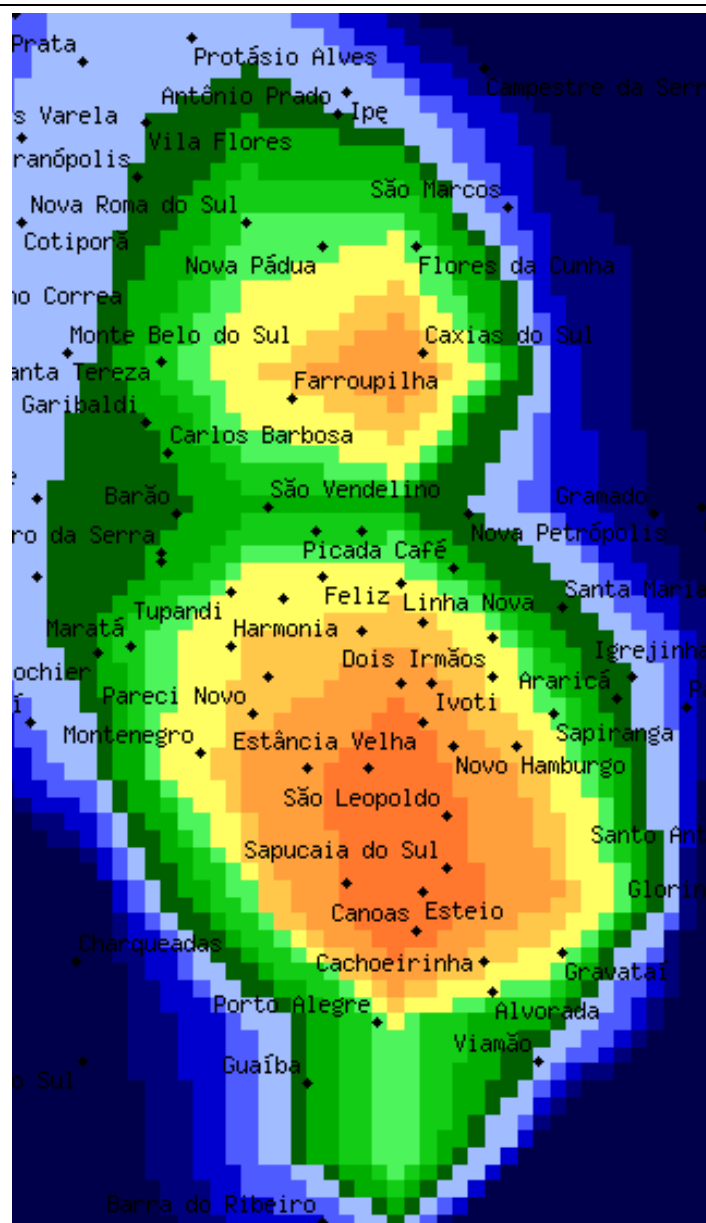 Prata
Protásio Alves
Campestre da Serr
Antônio Prado
Ipę
s Varela
Vila Flores
ranópolis
São Marcos
Nova Roma do Sul
Cotiporã
Nova Pádua
Flores da Cunha
no Correa
Monte Belo do Sul
Caxias do Sul
anta Tereza
Farroupilha
Garibaldi
Carlos Barbosa
São Vendelino
Barão
Gramado
ro da Serra
Nova Petrópolis
Picada Café
Feliz
Santa Maria
Tupandi
Linha Nova
Maratá
Harmonia
Igrejinha
ochier
Dois Irmãos
Araricá
Pareci Novo
Ivoti
Pa
í
Montenegro
Estância Velha
Sapiranga
Novo Hamburgo
São Leopoldo
Santo Ant
Sapucaia do Sul
Glorin
Canoas
Esteio
Charqueadas
Cachoeirinha
Gravataí
Porto Alegre
Alvorada
Viamão
Guaíba
o Sul
Barra do Ribeiro